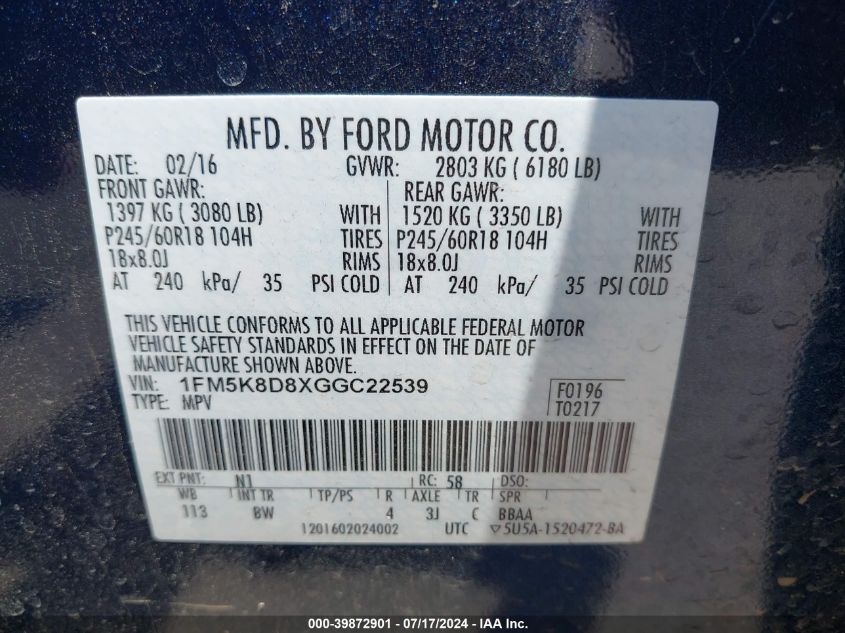 MFD. BY FORD MOTOR CO.
DATE: 02/16 GVWR: 2803 KG ( 6180 LB)
FRONT GAWR: REAR GAWR:
1397 KG ( 3080 LB) WITH 1520 KG ( 3350 LB) WITH
P245/60R18 104H TIRES P245/60R18 104H TIRES
18x8.0J RIMS 18x8.0J RIMS
AT 240 kPa/ 35 PSI COLD AT 240 kPa/ 35 PSI COLD
THIS VEHICLE CONFORMS TO ALL APPLICABLE FEDERAL MOTOR
VEHICLE SAFETY STANDARDS IN EFFECT ON THE DATE OF
MANUFACTURE SHOWN ABOVE.
VIN: 1FM5K8D8XGGC22539 F0196
TYPE: MPV T0217
EXT PNT: N1 RC: 58 DSO:
WB INT TR TP/PS R AXLE TR SPR
113 BW 4 3J C BBAA
1201602024002 UTC ▽5U5A-1520472-BA
000-39872901 - 07/17/2024 - IAA Inc.